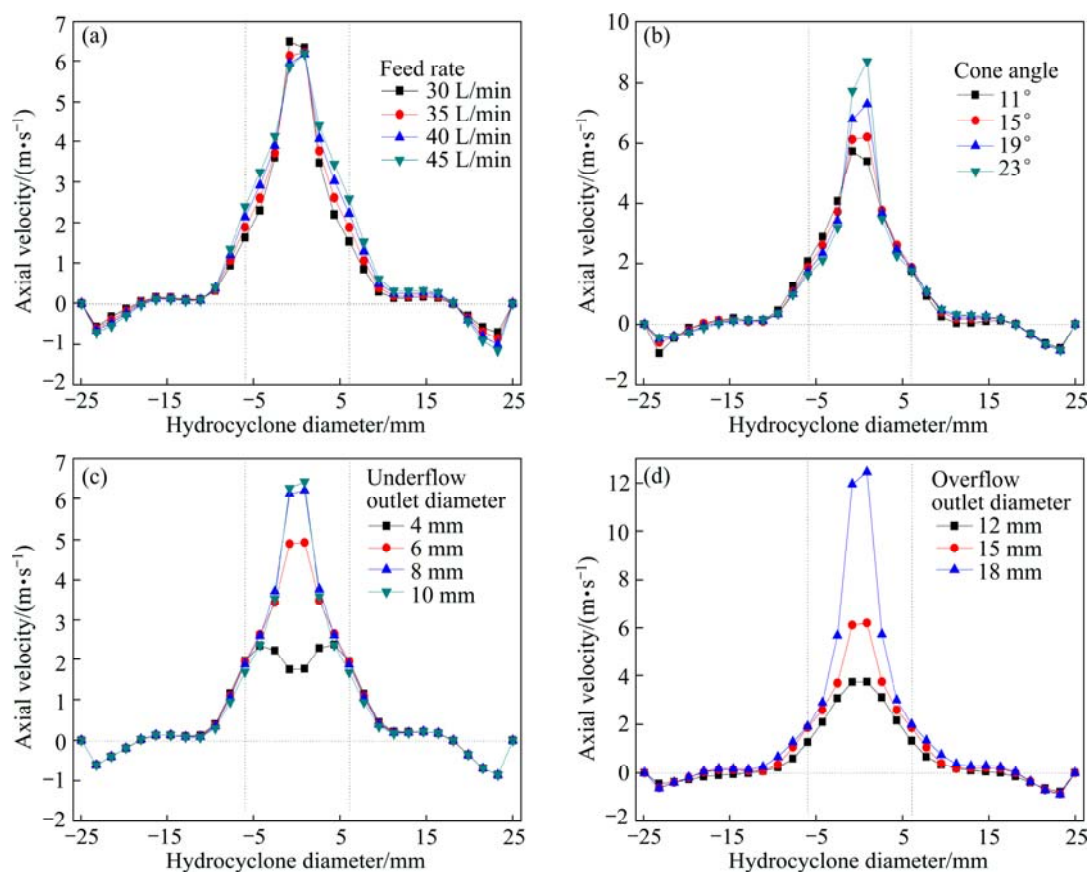 (a)
Feed rate
30 L/min
35 L/min
40 L/min
45 L/min
7
6
5
4
3
2
1
0
−1
−2
Axial velocity/(m•s⁻¹)
−25
−15
−5
5
15
25
Hydrocyclone diameter/mm
(b)
Cone angle
11°
15°
19°
23°
10
8
6
4
2
0
−2
Axial velocity/(m•s⁻¹)
−25
−15
−5
5
15
25
Hydrocyclone diameter/mm
(c)
Underflow
outlet diameter
4 mm
6 mm
8 mm
10 mm
7
6
5
4
3
2
1
0
−1
−2
Axial velocity/(m•s⁻¹)
−25
−15
−5
5
15
25
Hydrocyclone diameter/mm
(d)
Overflow
outlet diameter
12 mm
15 mm
18 mm
12
10
8
6
4
2
0
−2
Axial velocity/(m•s⁻¹)
−25
−15
−5
5
15
25
Hydrocyclone diameter/mm